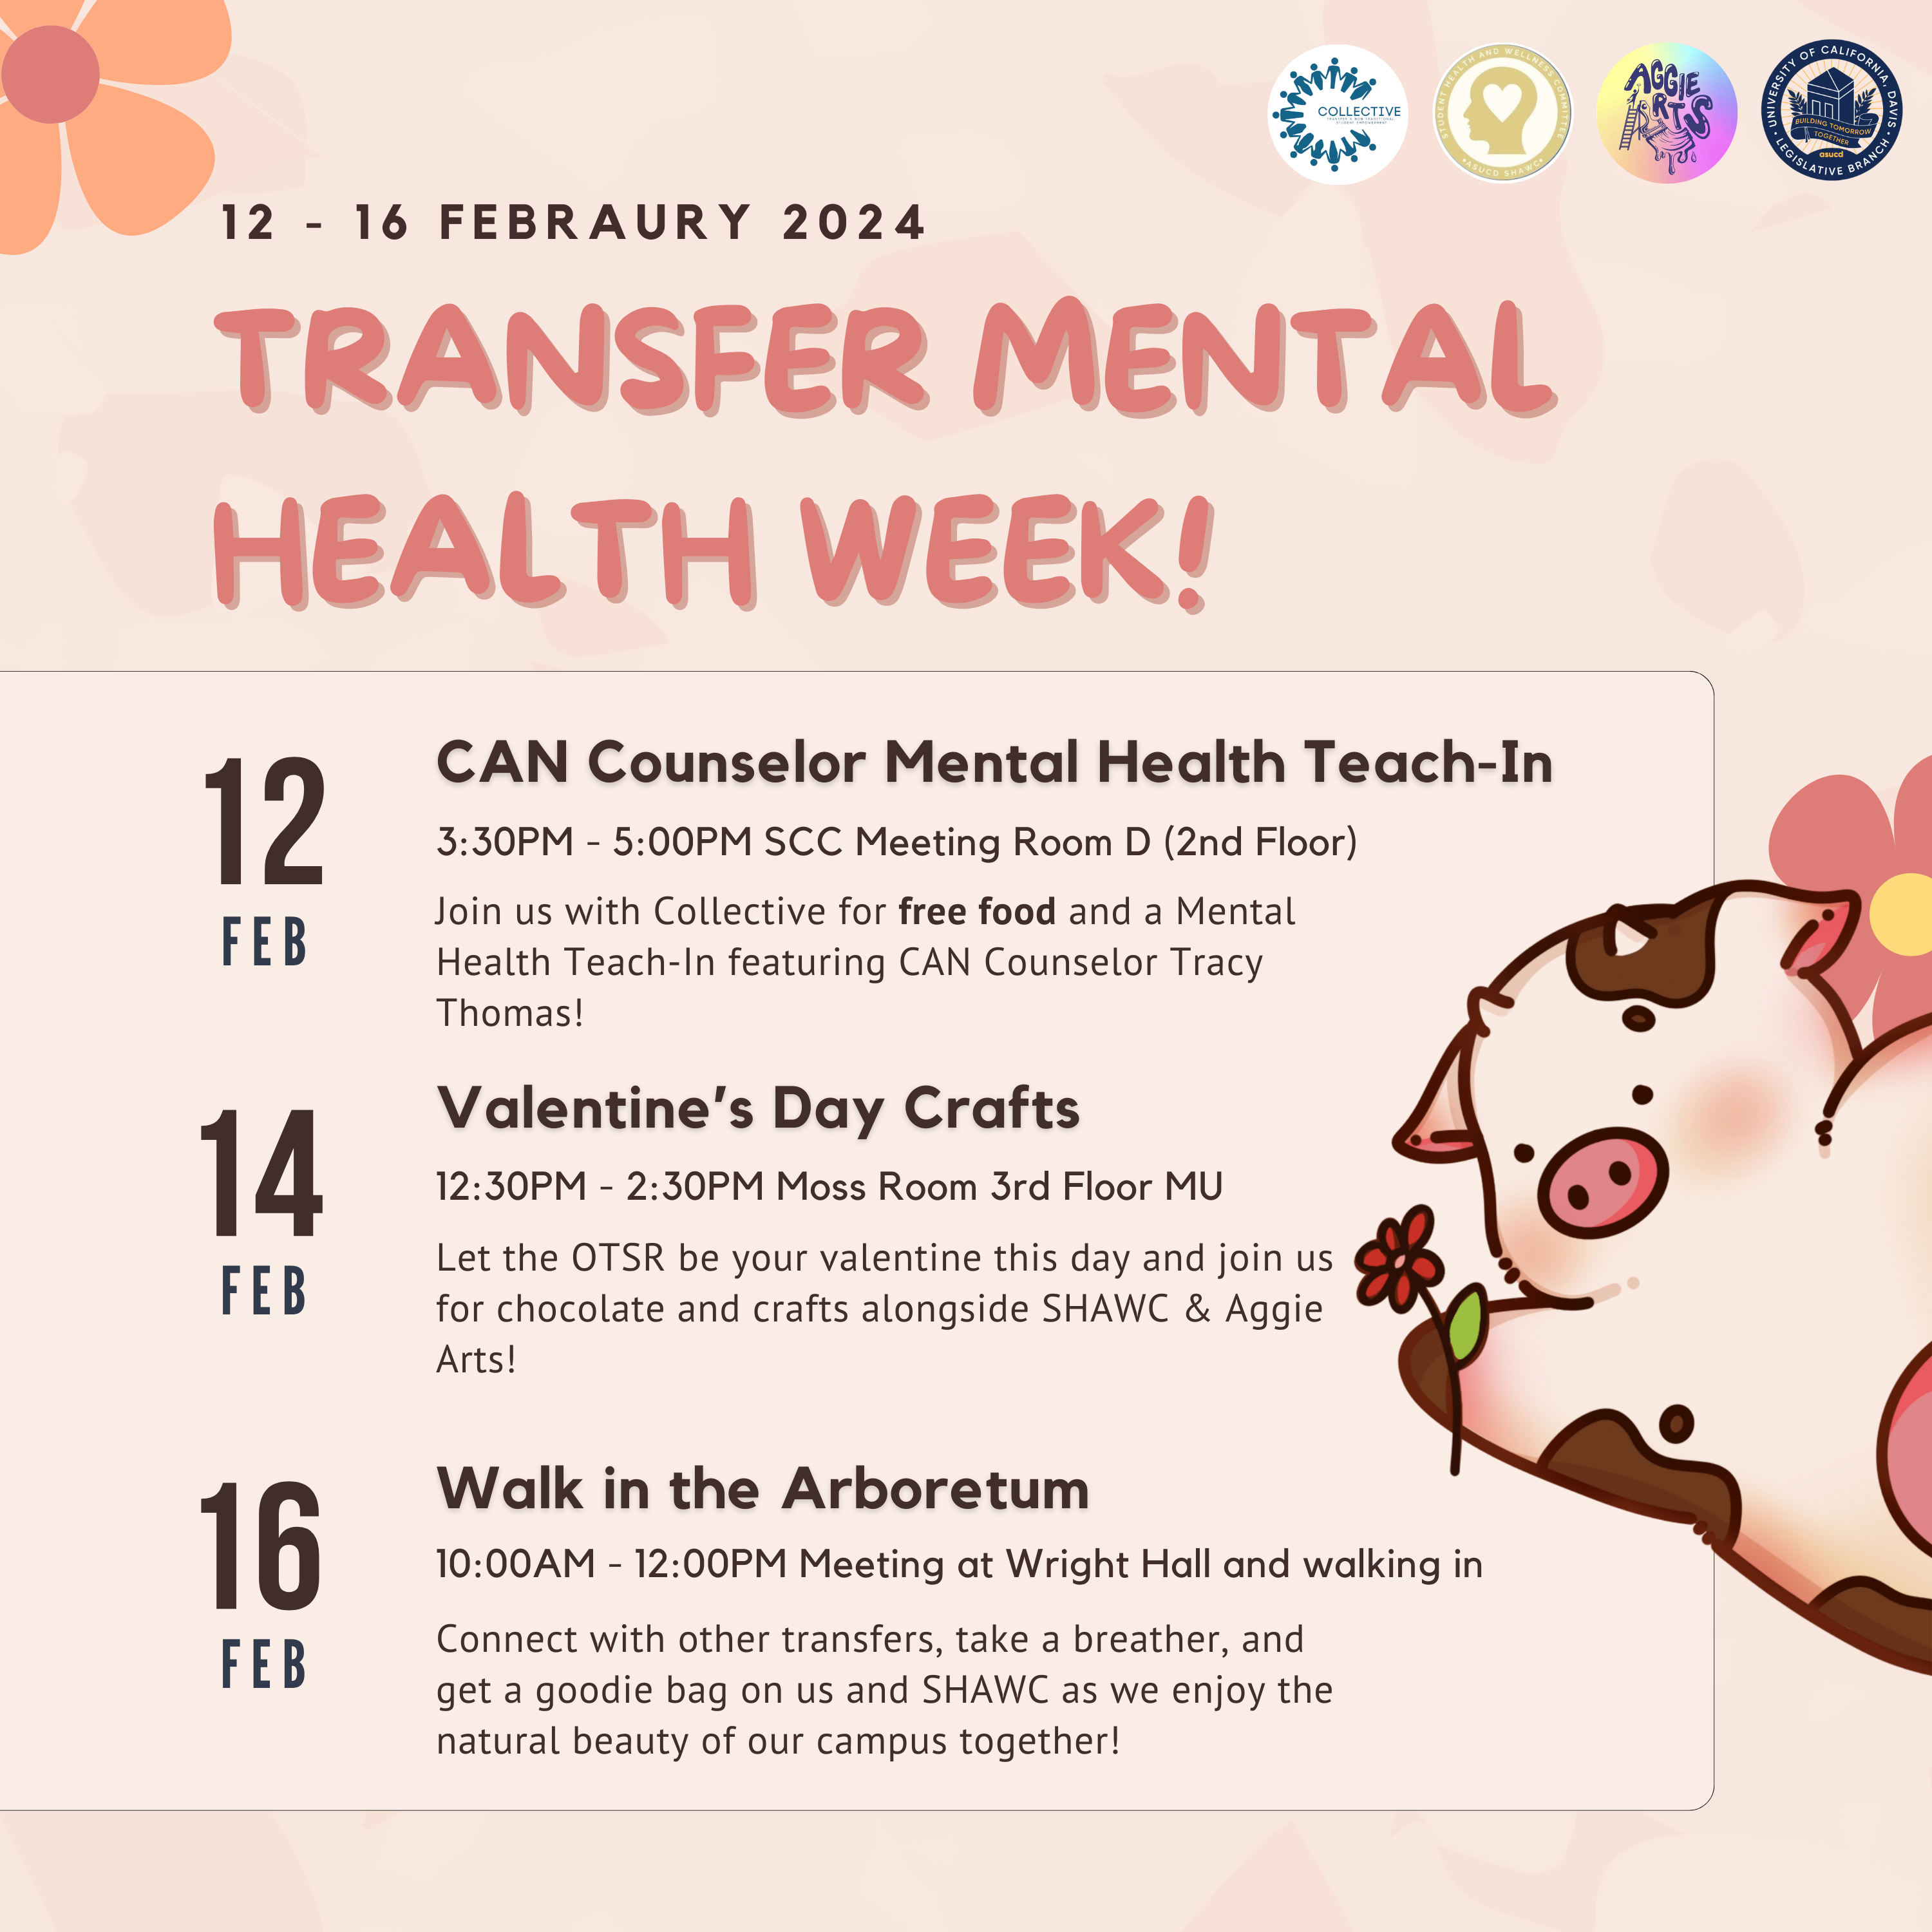 COLLECTIVE
TRANSFER & NON-TRADITIONAL
STUDENT EMPOWERMENT
STUDENT HEALTH AND WELLNESS COMMITTEE
•ASUCD SHAWC•
AGGIE
ARTS
UNIVERSITY OF CALIFORNIA, DAVIS
BUILDING TOMORROW
TOGETHER
asucd
• LEGISLATIVE BRANCH •
12 - 16 FEBRAURY 2024
TRANSFER MENTAL
HEALTH WEEK!
12
FEB
CAN Counselor Mental Health Teach-In
3:30PM - 5:00PM SCC Meeting Room D (2nd Floor)
Join us with Collective for free food and a Mental
Health Teach-In featuring CAN Counselor Tracy
Thomas!
14
FEB
Valentine's Day Crafts
12:30PM - 2:30PM Moss Room 3rd Floor MU
Let the OTSR be your valentine this day and join us
for chocolate and crafts alongside SHAWC & Aggie
Arts!
16
FEB
Walk in the Arboretum
10:00AM - 12:00PM Meeting at Wright Hall and walking in
Connect with other transfers, take a breather, and
get a goodie bag on us and SHAWC as we enjoy the
natural beauty of our campus together!